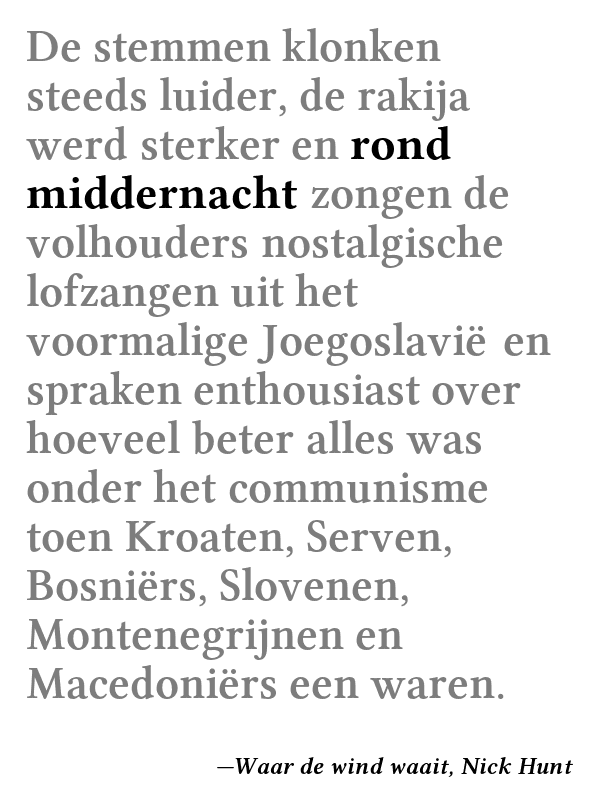 De stemmen klonken
steeds luider, de rakija
werd sterker en rond
middernacht zongen de
volhouders nostalgische
lofzangen uit het
voormalige Joegoslavië en
spraken enthousiast over
hoeveel beter alles was
onder het communisme
toen Kroaten, Serven,
Bosniërs, Slovenen,
Montenegrijnen en
Macedoniërs een waren.
—Waar de wind waait, Nick Hunt